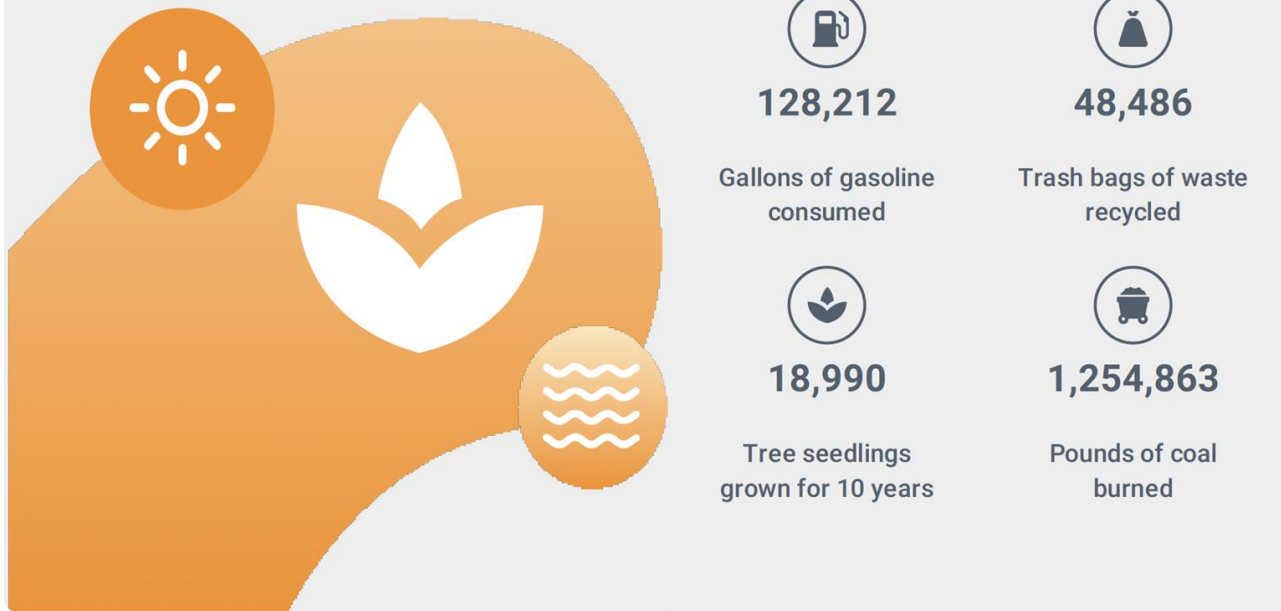 128,212
Gallons of gasoline
consumed
48,486
Trash bags of waste
recycled
18,990
Tree seedlings
grown for 10 years
1,254,863
Pounds of coal
burned